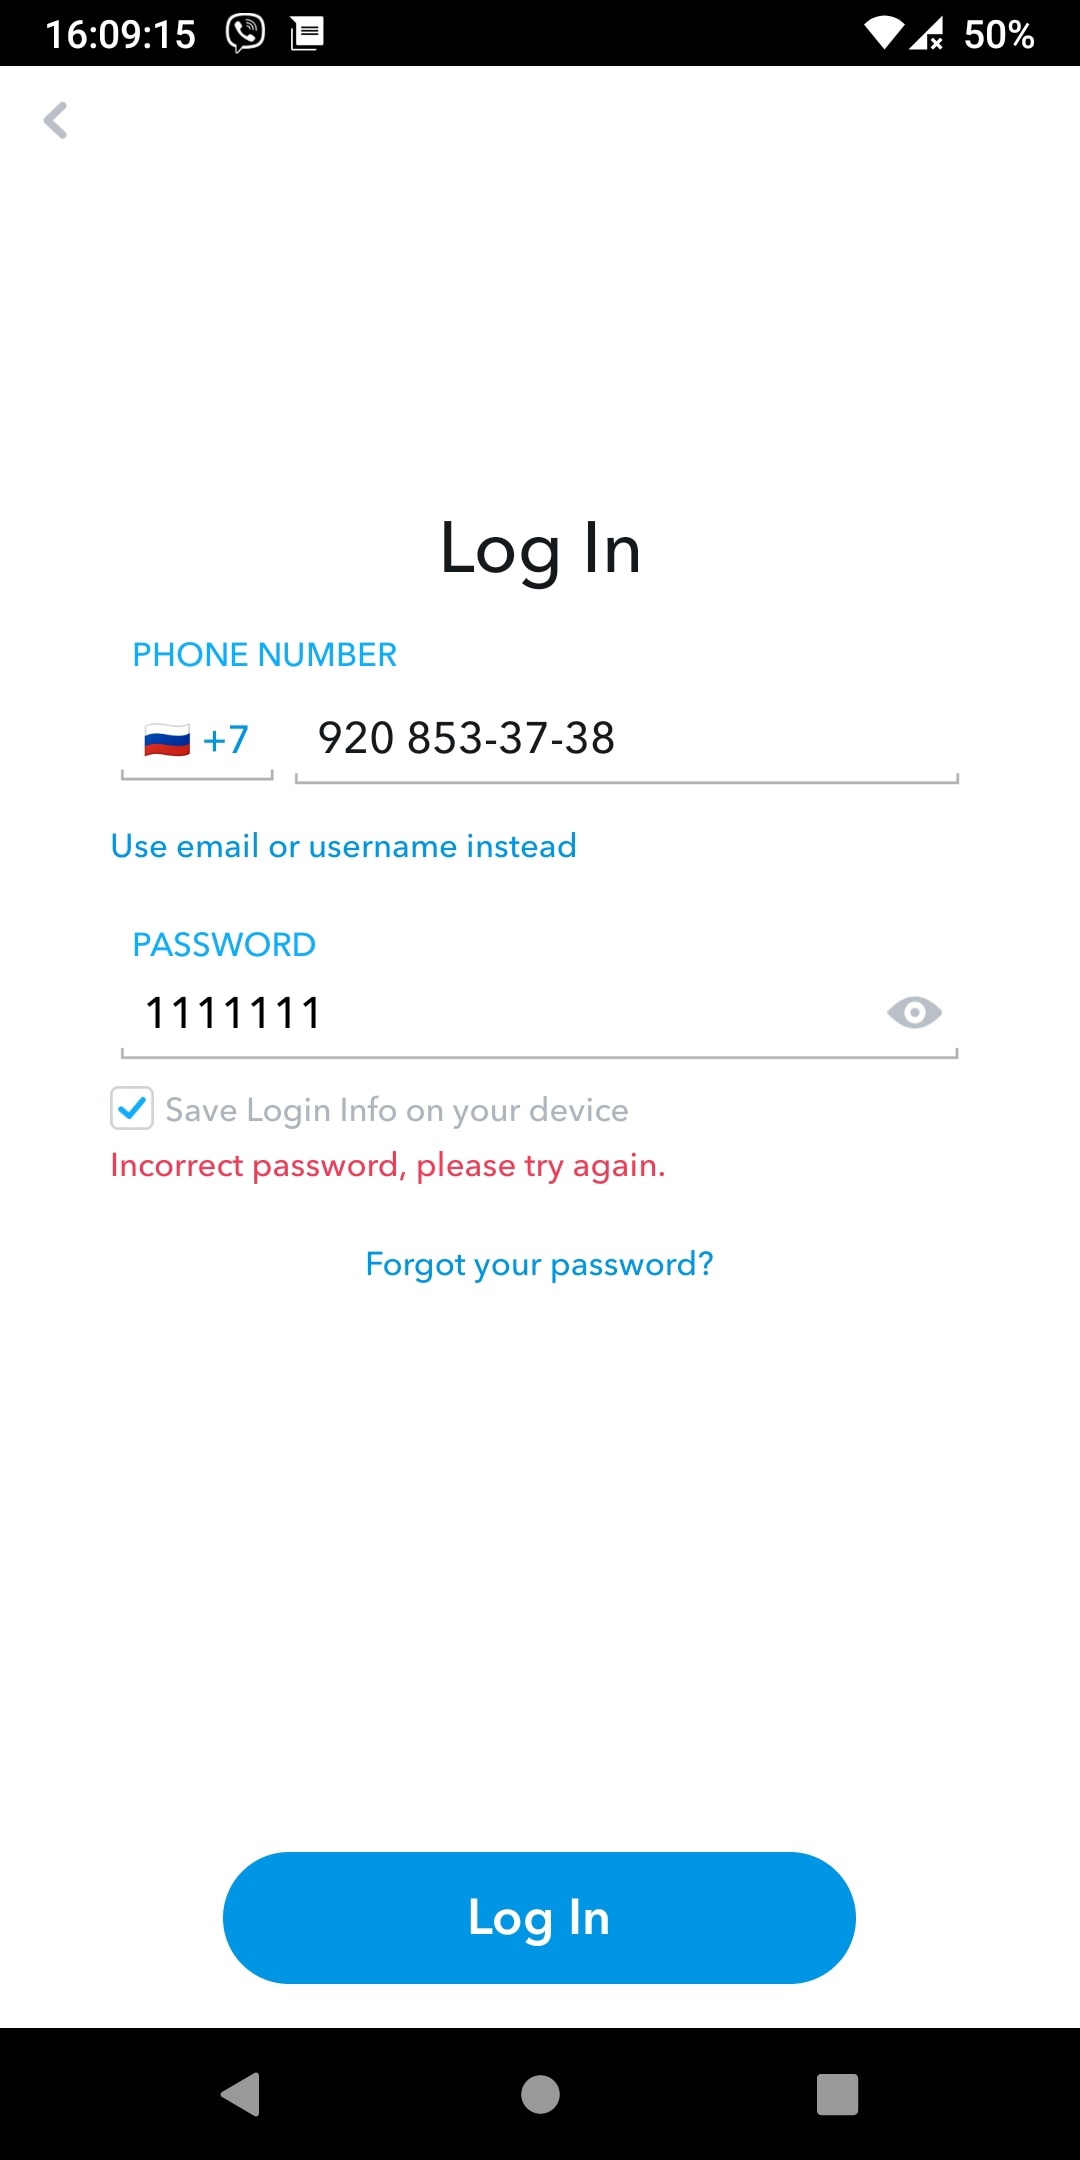 16:09:15 50%
Log In
PHONE NUMBER
+7 920 853-37-38
Use email or username instead
PASSWORD
1111111
Save Login Info on your device
Incorrect password, please try again.
Forgot your password?
Log In